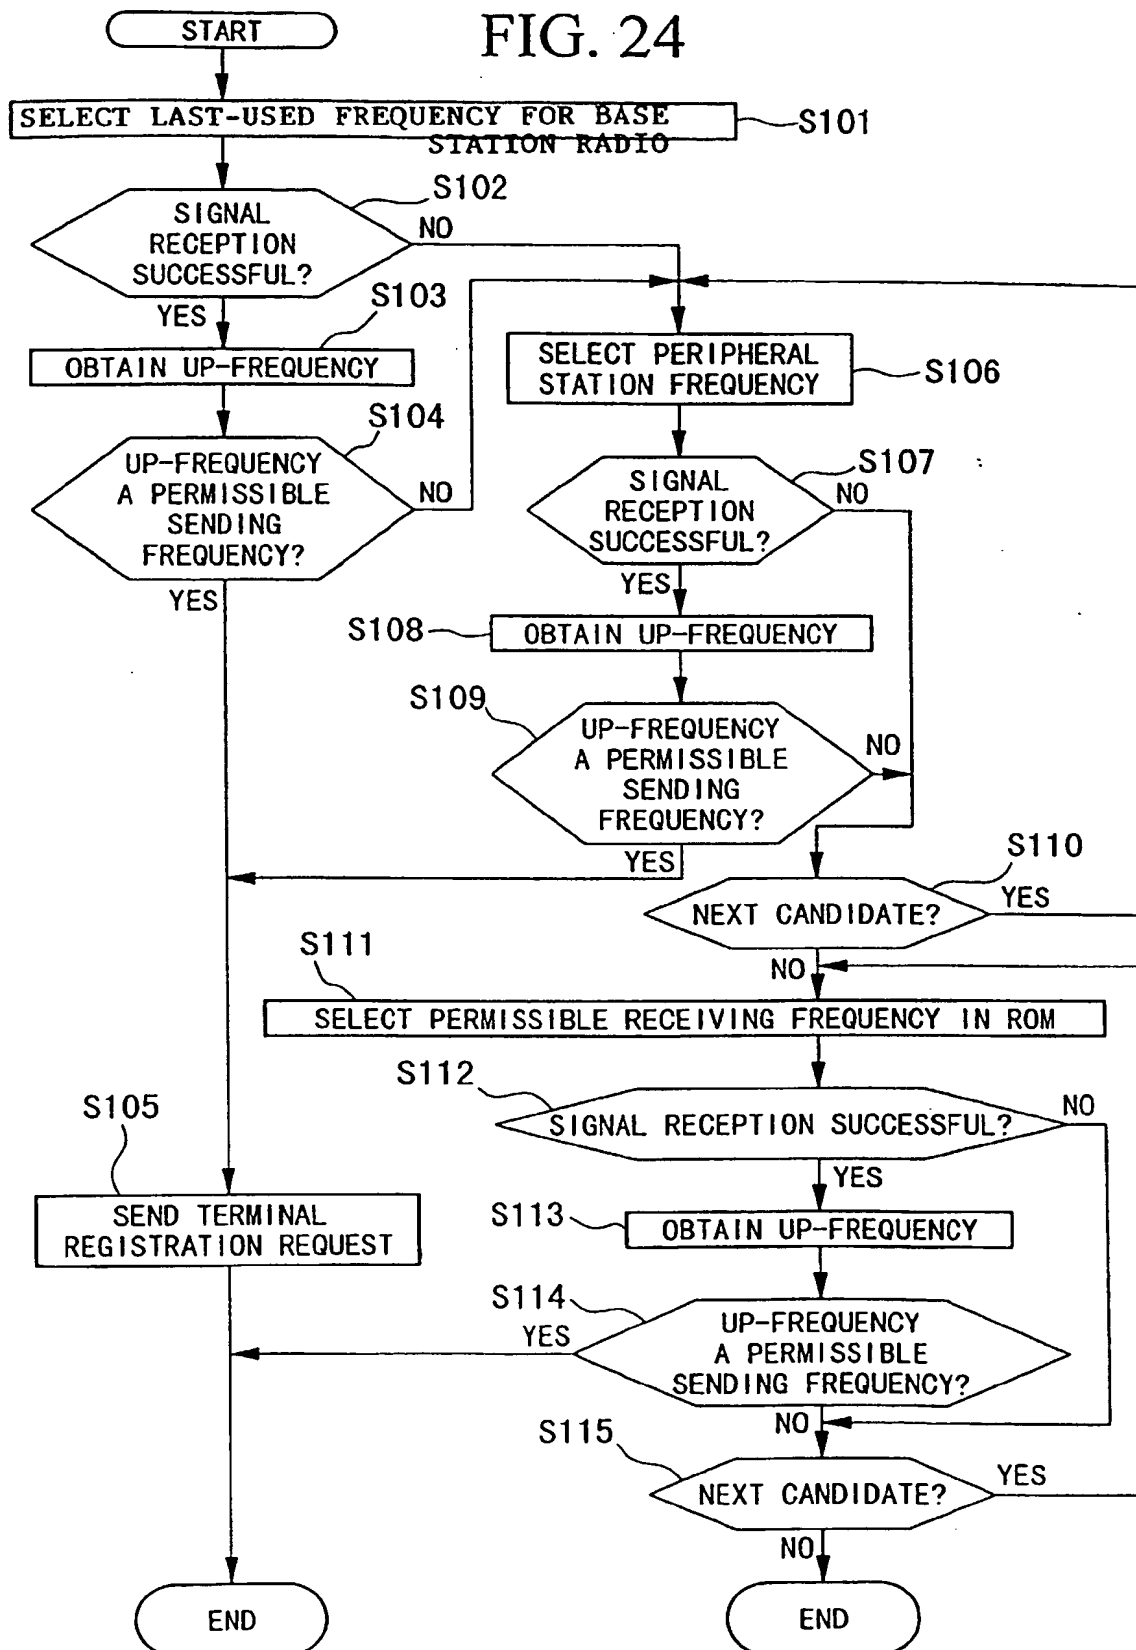 FIG. 24
START
SELECT LAST-USED FREQUENCY FOR BASE
STATION RADIO
S101
S102
SIGNAL
RECEPTION
SUCCESSFUL?
NO
YES
S103
OBTAIN UP-FREQUENCY
S104
UP-FREQUENCY
A PERMISSIBLE
SENDING
FREQUENCY?
NO
YES
SELECT PERIPHERAL
STATION FREQUENCY
S106
S107
SIGNAL
RECEPTION
SUCCESSFUL?
NO
YES
S108
OBTAIN UP-FREQUENCY
S109
UP-FREQUENCY
A PERMISSIBLE
SENDING
FREQUENCY?
NO
YES
S110
NEXT CANDIDATE?
YES
NO
S111
SELECT PERMISSIBLE RECEIVING FREQUENCY IN ROM
S112
SIGNAL RECEPTION SUCCESSFUL?
NO
YES
S105
SEND TERMINAL
REGISTRATION REQUEST
S113
OBTAIN UP-FREQUENCY
S114
YES
UP-FREQUENCY
A PERMISSIBLE
SENDING FREQUENCY?
NO
S115
NEXT CANDIDATE?
YES
NO
END
END